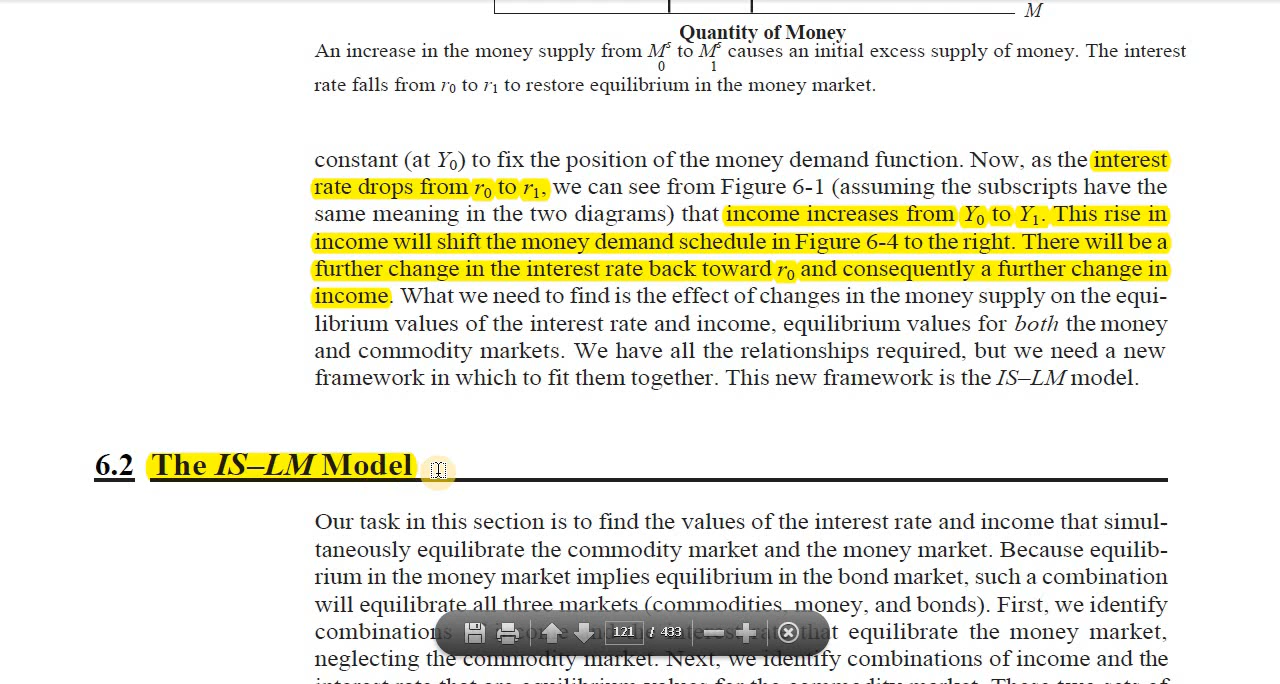 M
Quantity of Money
An increase in the money supply from Mˢ₀ to Mˢ₁ causes an initial excess supply of money. The interest
rate falls from r₀ to r₁ to restore equilibrium in the money market.
constant (at Y₀) to fix the position of the money demand function. Now, as the interest
rate drops from r₀ to r₁, we can see from Figure 6-1 (assuming the subscripts have the
same meaning in the two diagrams) that income increases from Y₀ to Y₁. This rise in
income will shift the money demand schedule in Figure 6-4 to the right. There will be a
further change in the interest rate back toward r₀ and consequently a further change in
income. What we need to find is the effect of changes in the money supply on the equi-
librium values of the interest rate and income, equilibrium values for both the money
and commodity markets. We have all the relationships required, but we need a new
framework in which to fit them together. This new framework is the IS–LM model.
6.2 The IS–LM Model
Our task in this section is to find the values of the interest rate and income that simul-
taneously equilibrate the commodity market and the money market. Because equilib-
rium in the money market implies equilibrium in the bond market, such a combination
will equilibrate all three markets (commodities, money, and bonds). First, we identify
combinations that equilibrate the money market,
121 / 433
neglecting the commodity market. Next, we identify combinations of income and the